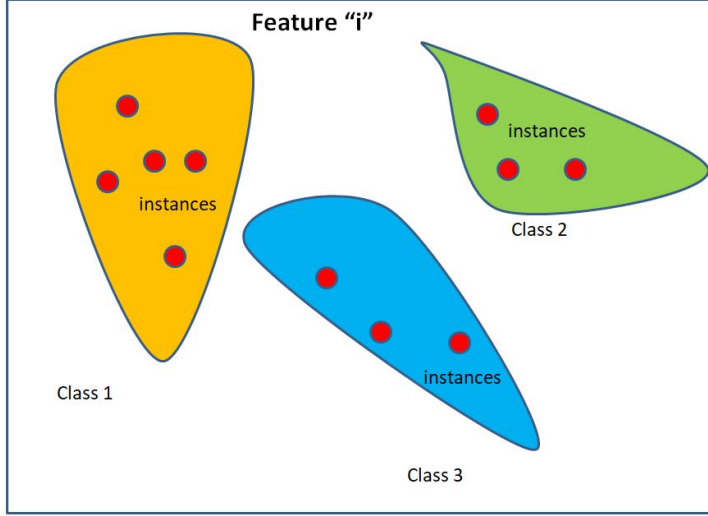 Feature “i”
instances
instances
Class 2
instances
Class 1
Class 3